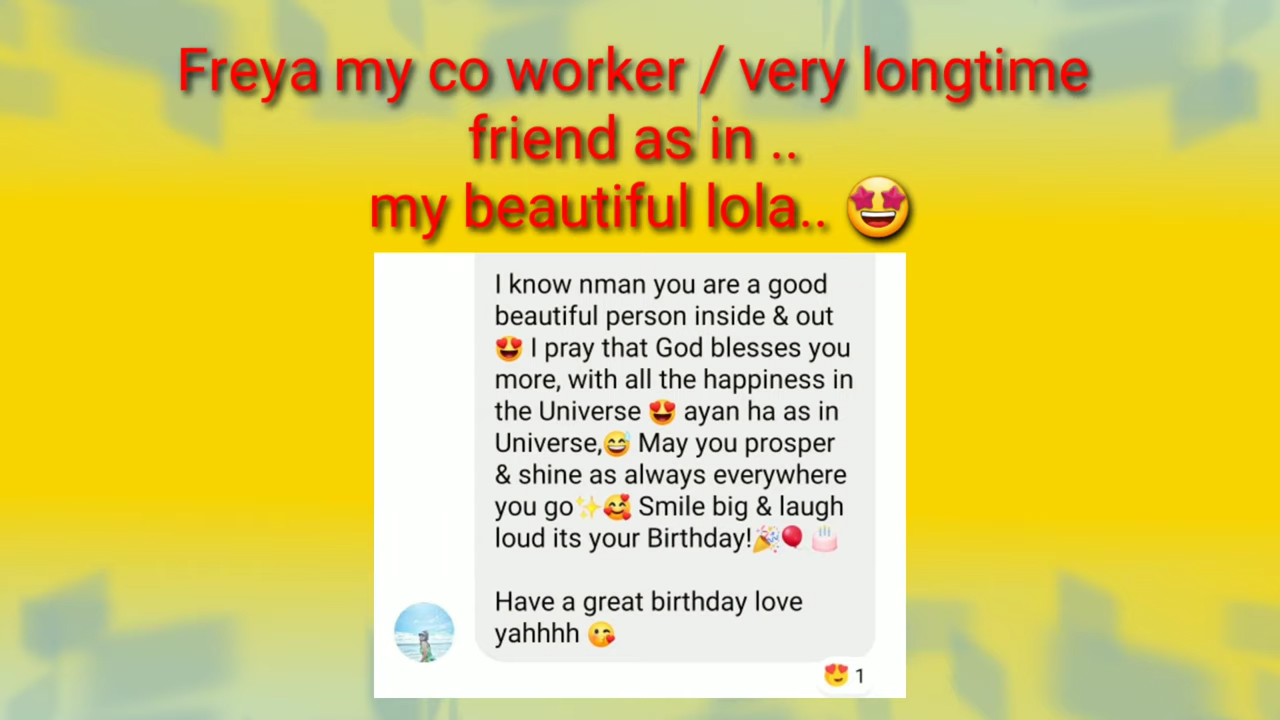 Freya my co worker / very longtime
friend as in ..
my beautiful lola.. 🤩
I know nman you are a good
beautiful person inside & out
😍 I pray that God blesses you
more, with all the happiness in
the Universe 😍 ayan ha as in
Universe,😅 May you prosper
& shine as always everywhere
you go✨🥰 Smile big & laugh
loud its your Birthday!🎉🎈🎂
Have a great birthday love
yahhhh 😘
😍 1